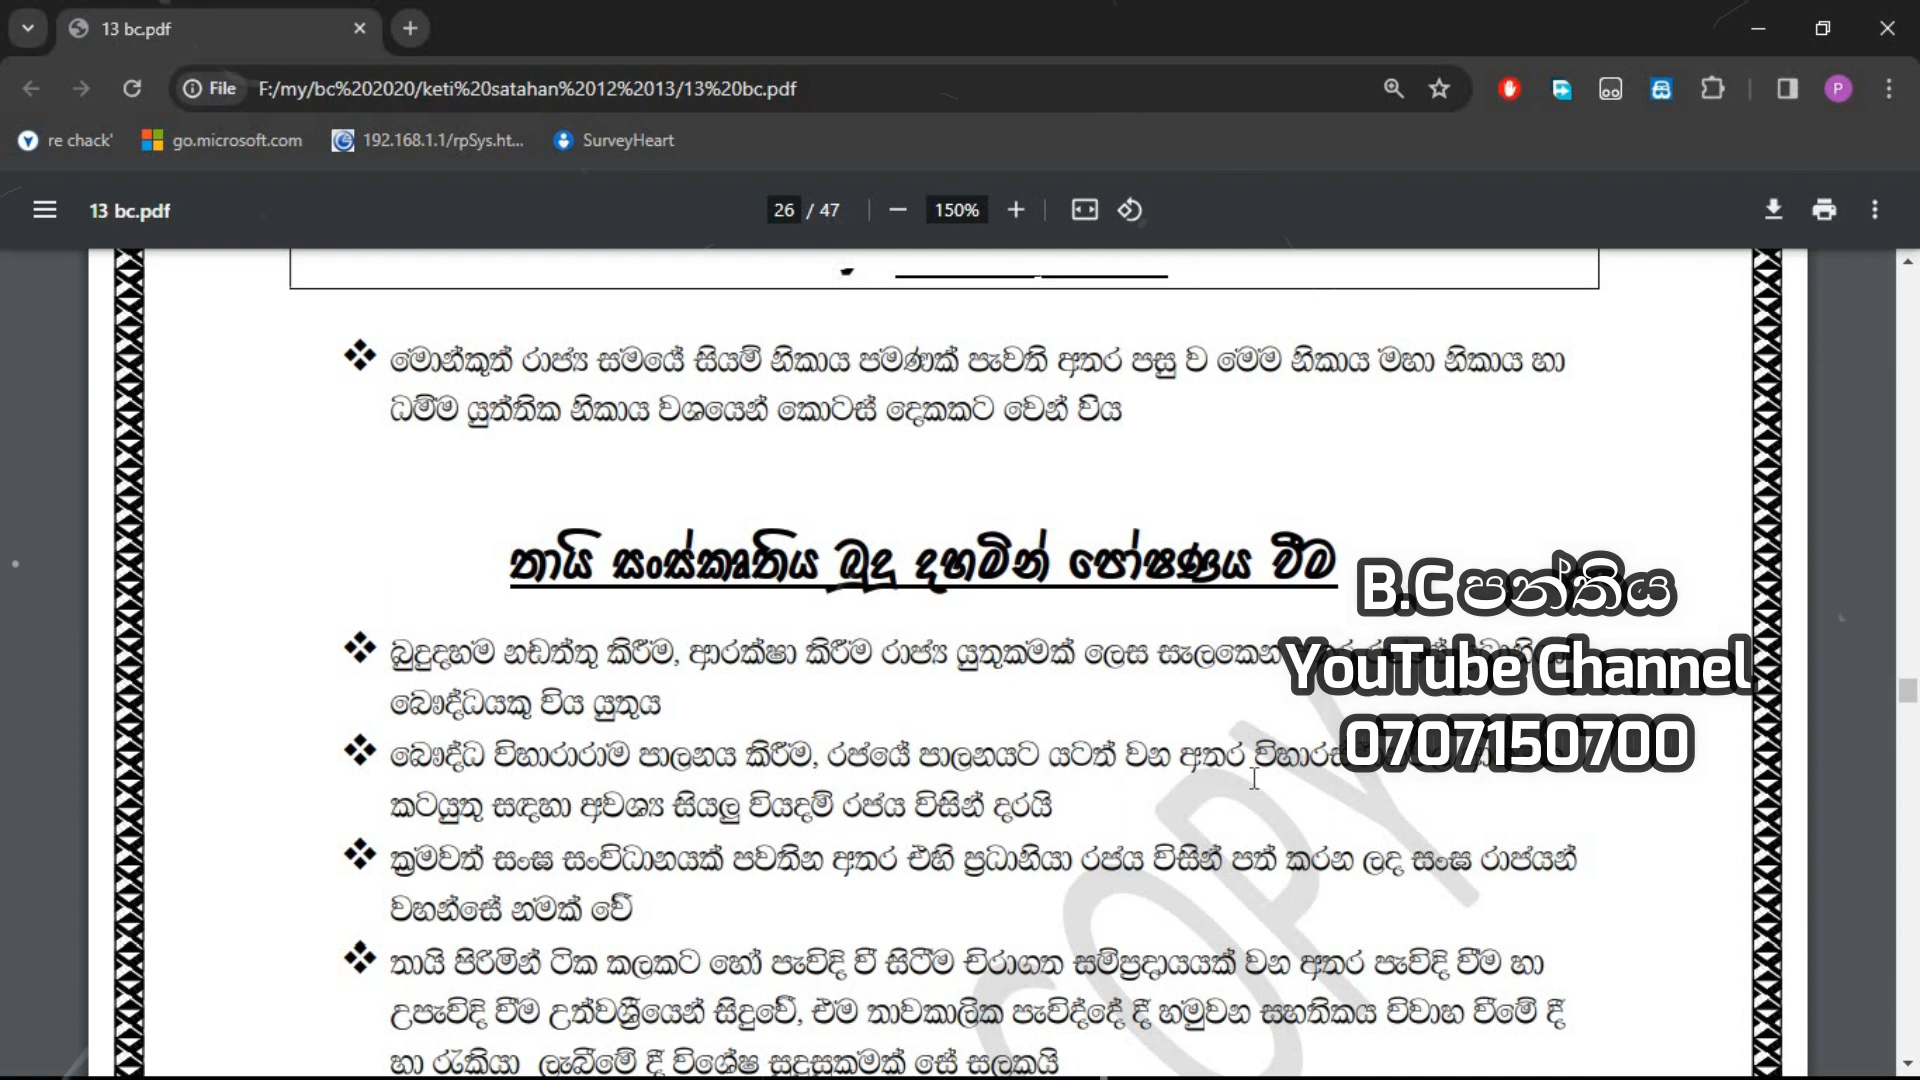 13 bc.pdf
File F:/my/bc%202020/keti%20satahan%2012%2013/13%20bc.pdf
P
re chack'
go.microsoft.com
192.168.1.1/rpSys.ht...
SurveyHeart
13 bc.pdf
26 / 47
150%
මොන්කුත් රාජ්‍ය සමයේ සියම් නිකාය පමණක් පැවති අතර පසු ව මෙම නිකාය මහා නිකාය හා
ධම්ම යුත්තික නිකාය වශයෙන් කොටස් දෙකකට වෙන් විය
තායි සංස්කෘතිය බුදු දහමින් පෝෂණය වීම
B.C පන්තිය
YouTube Channel
0707150700
බුදුදහම නඩත්තු කිරීම, ආරක්ෂා කිරීම රාජ්‍ය යුතුකමක් ලෙස සැලකෙන
බෞද්ධයකු විය යුතුය
බෞද්ධ විහාරාරාම පාලනය කිරීම, රජයේ පාලනයට යටත් වන අතර
කටයුතු සඳහා අවශ්‍ය සියලු වියදම් රජය විසින් දරයි
ක්‍රමවත් සංඝ සංවිධානයක් පවතින අතර එහි ප්‍රධානියා රජය විසින් පත් කරන ලද සංඝ රාජයන්
වහන්සේ නමක් වේ
තායි පිරිමින් ටික කලකට හෝ පැවිදි වී සිටීම චිරාගත සම්ප්‍රදායයක් වන අතර පැවිදි වීම හා
උපැවිදි වීම උත්වශ්‍රීයෙන් සිදුවේ, එම තාවකාලික පැවිද්දේ දී හමුවන සහතිකය විවාහ වීමේ දී
හා රැකියා ලැබීමේ දී විශේෂ සුදුසුකමක් සේ සලකයි
COPY